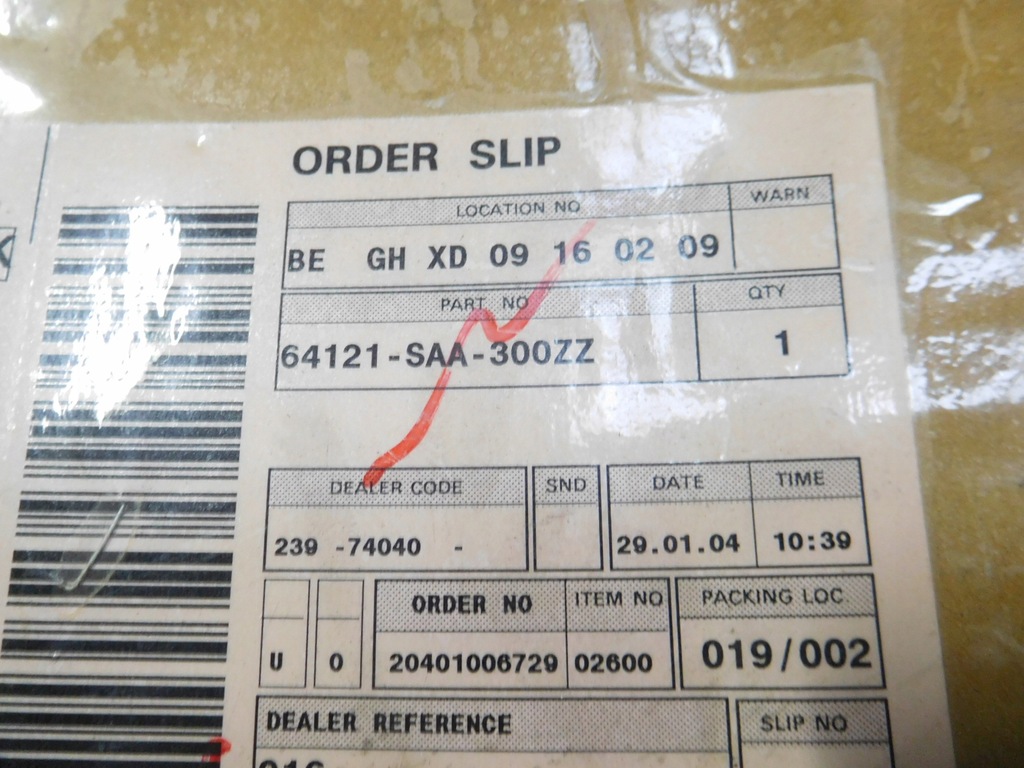 ORDER SLIP
LOCATION NO WARN
BE GH XD 09 16 02 09
PART NO QTY
64121-SAA-300ZZ 1
DEALER CODE SND DATE TIME
239 -74040 - 29.01.04 10:39
ORDER NO ITEM NO PACKING LOC
U O 20401006729 02600 019/002
DEALER REFERENCE SLIP NO